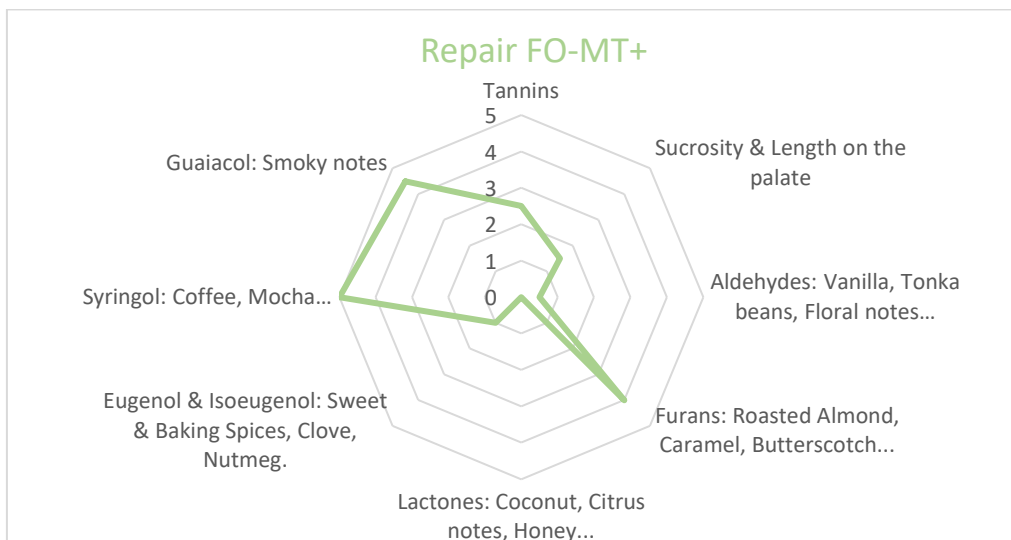 Repair FO-MT+
Tannins
5
4
3
2
1
0
Sucrosity & Length on the
palate
Aldehydes: Vanilla, Tonka
beans, Floral notes…
Furans: Roasted Almond,
Caramel, Butterscotch...
Lactones: Coconut, Citrus
notes, Honey...
Eugenol & Isoeugenol: Sweet
& Baking Spices, Clove,
Nutmeg.
Syringol: Coffee, Mocha…
Guaiacol: Smoky notes